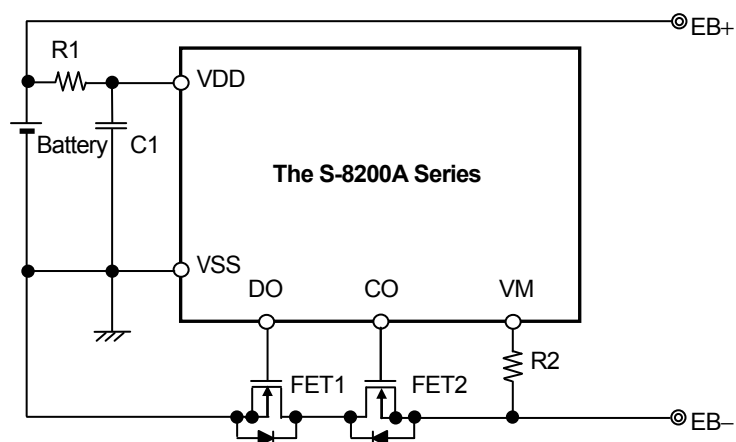 EB+
R1
VDD
Battery
C1
The S-8200A Series
VSS
DO
CO
VM
R2
FET1
FET2
EB−